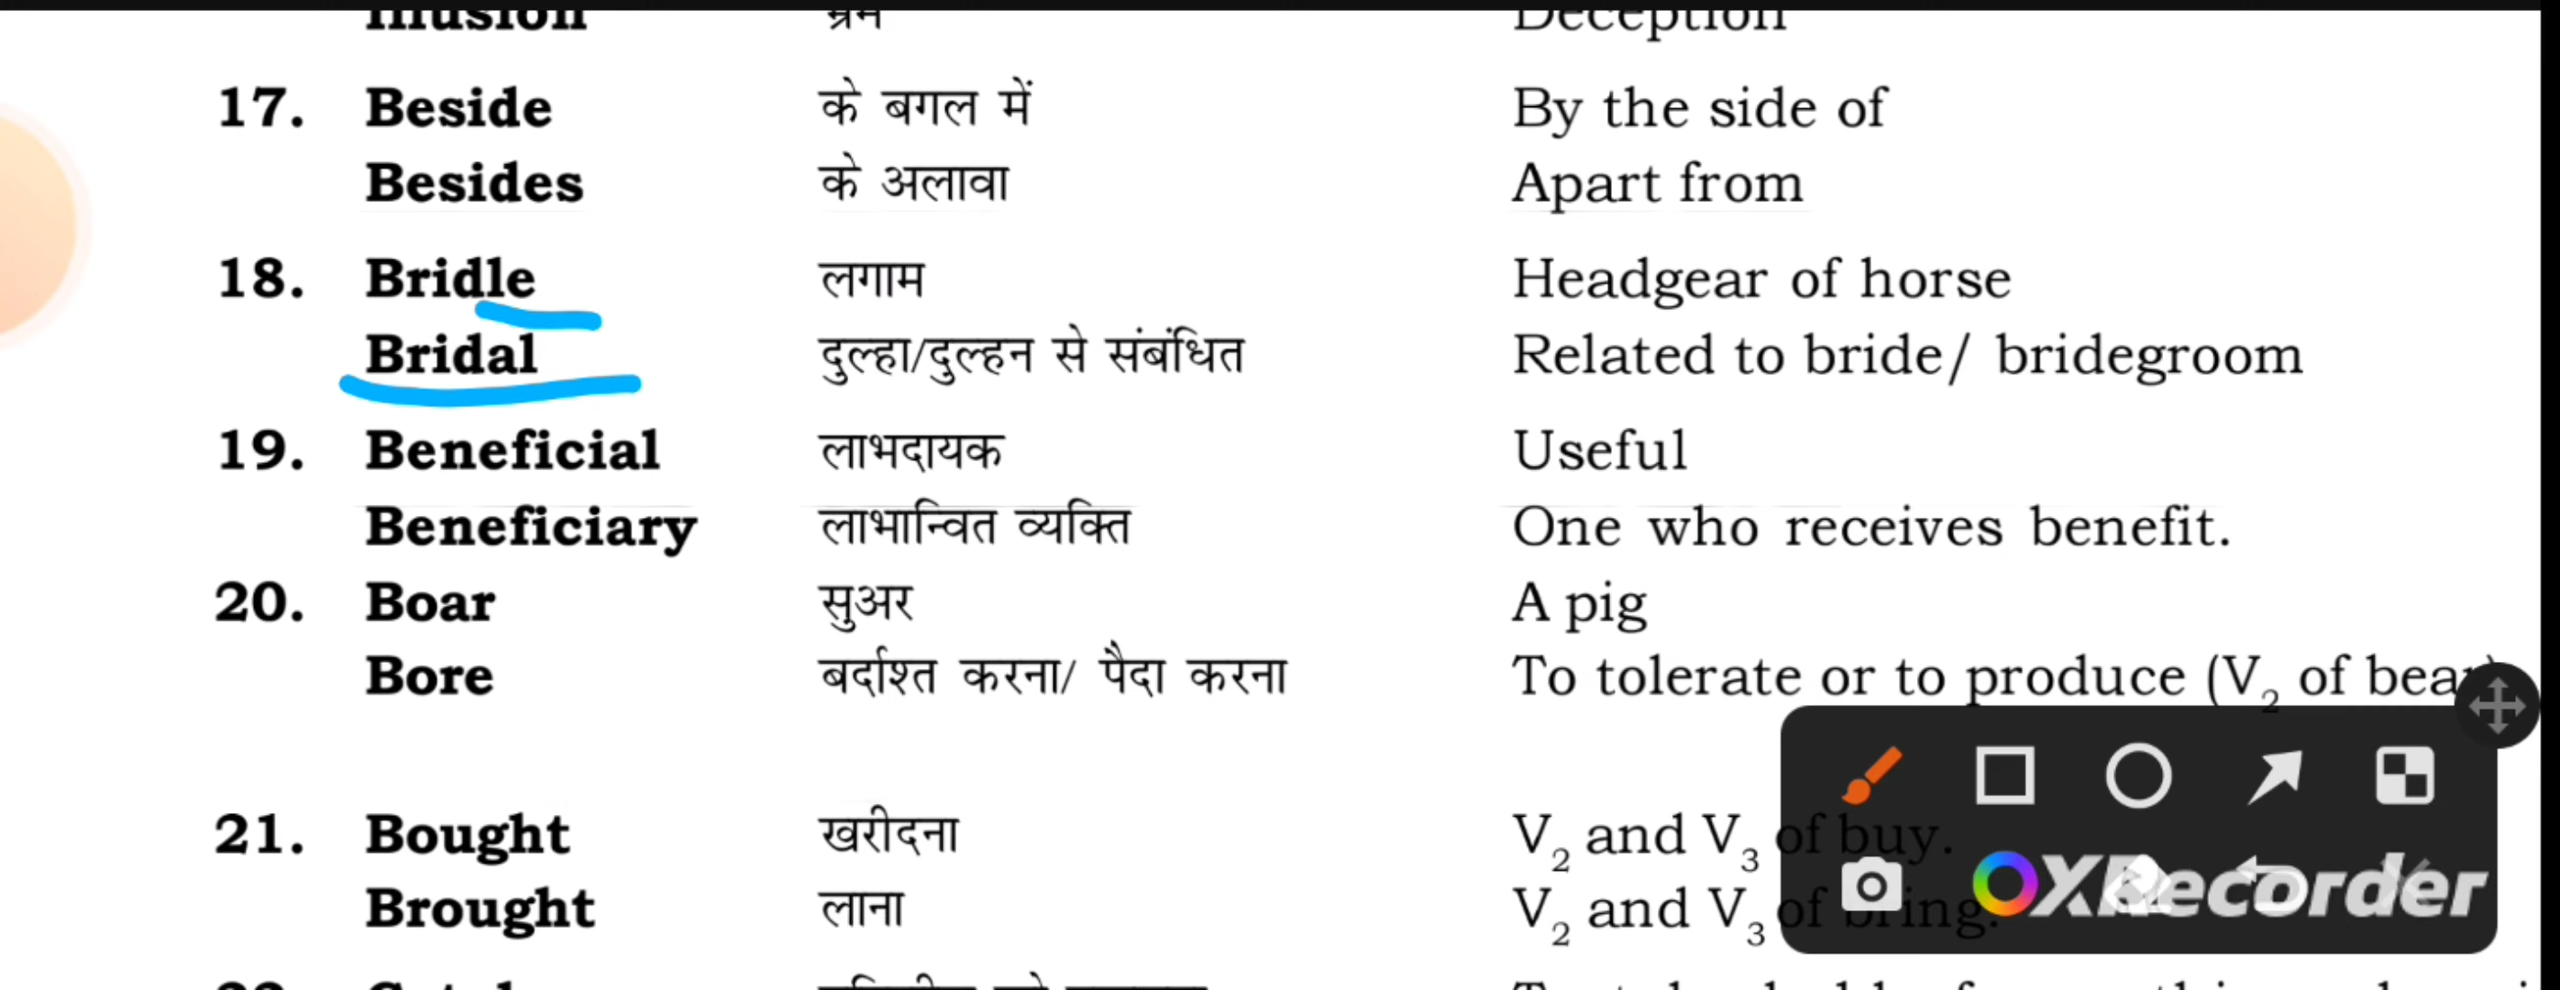 Illusion भ्रम Deception
17. Beside के बगल में By the side of
Besides के अलावा Apart from
18. Bridle लगाम Headgear of horse
Bridal दुल्हा/दुल्हन से संबंधित Related to bride/ bridegroom
19. Beneficial लाभदायक Useful
Beneficiary लाभान्वित व्यक्ति One who receives benefit.
20. Boar सुअर A pig
Bore बर्दाश्त करना/ पैदा करना To tolerate or to produce (V2 of bear)
21. Bought खरीदना V2 and V3 of buy.
Brought लाना V2 and V3 of bring.
XRecorder